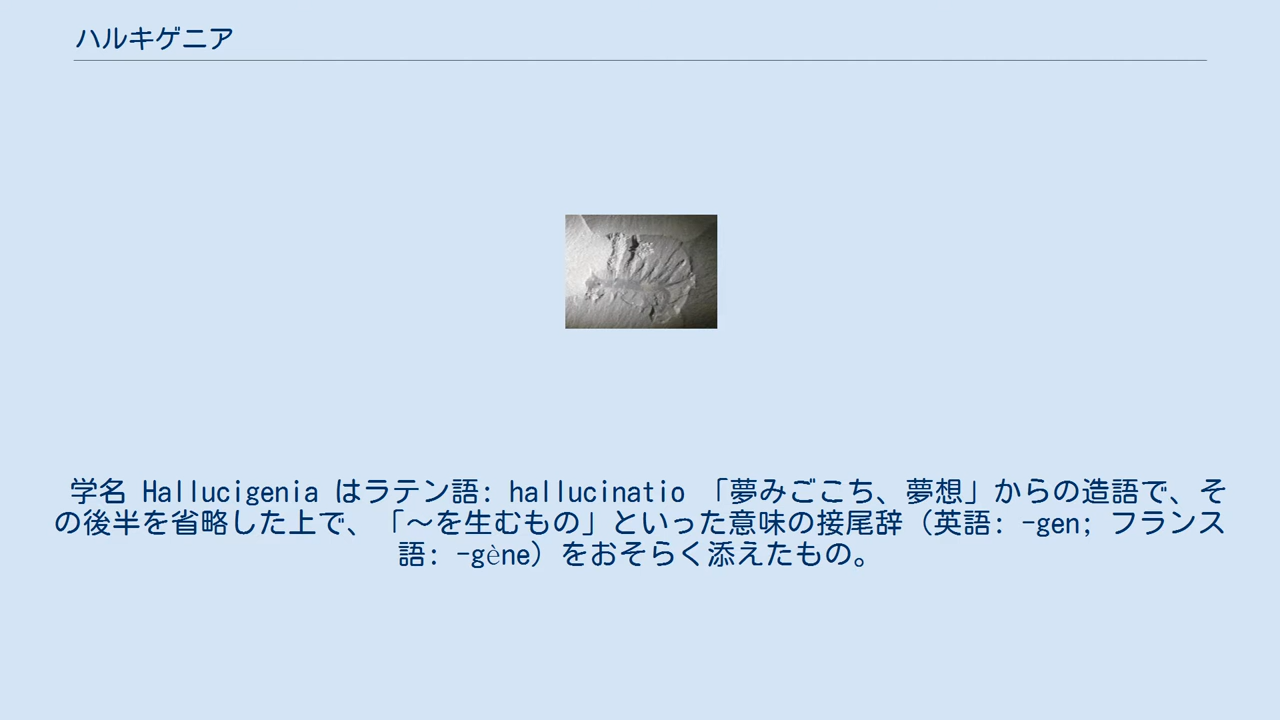 ハルキゲニア
学名 Hallucigenia はラテン語: hallucinatio 「夢みごこち、夢想」からの造語で、そ
の後半を省略した上で、「～を生むもの」といった意味の接尾辞（英語: -gen; フランス
語: -gène）をおそらく添えたもの。